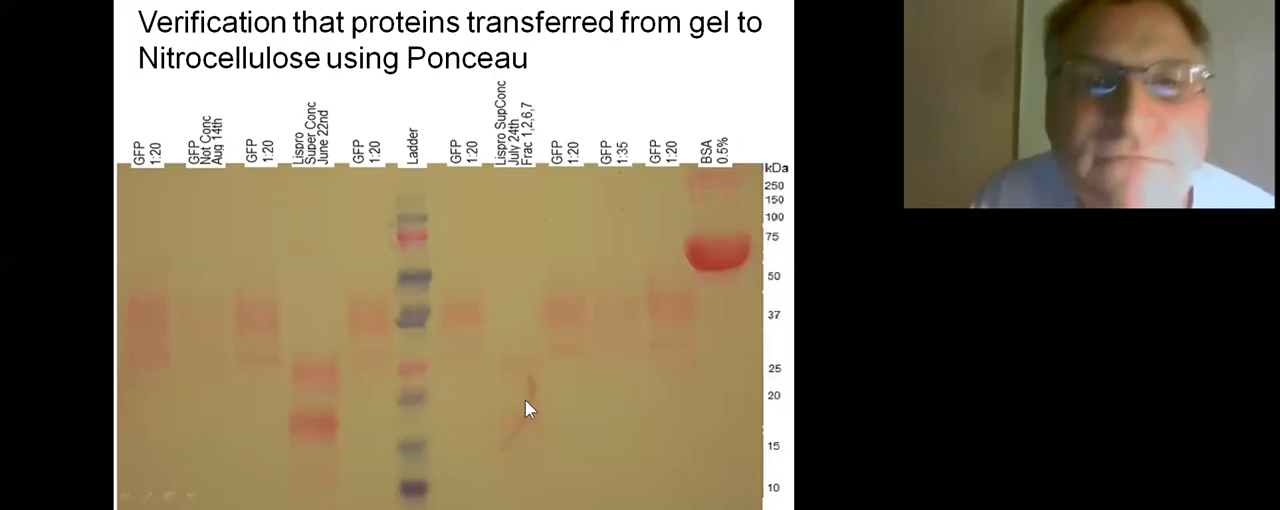 Verification that proteins transferred from gel to
Nitrocellulose using Ponceau
GFP
1:20
GFP
Not Conc
Aug 14th
GFP
1:20
Lispro
Super Conc
June 22nd
GFP
1:20
Ladder
GFP
1:20
Lispro SupConc
July 24th
Frac 1,2,6,7
GFP
1:20
GFP
1:35
GFP
1:20
BSA
0.5%
kDa
250
150
100
75
50
37
25
20
15
10